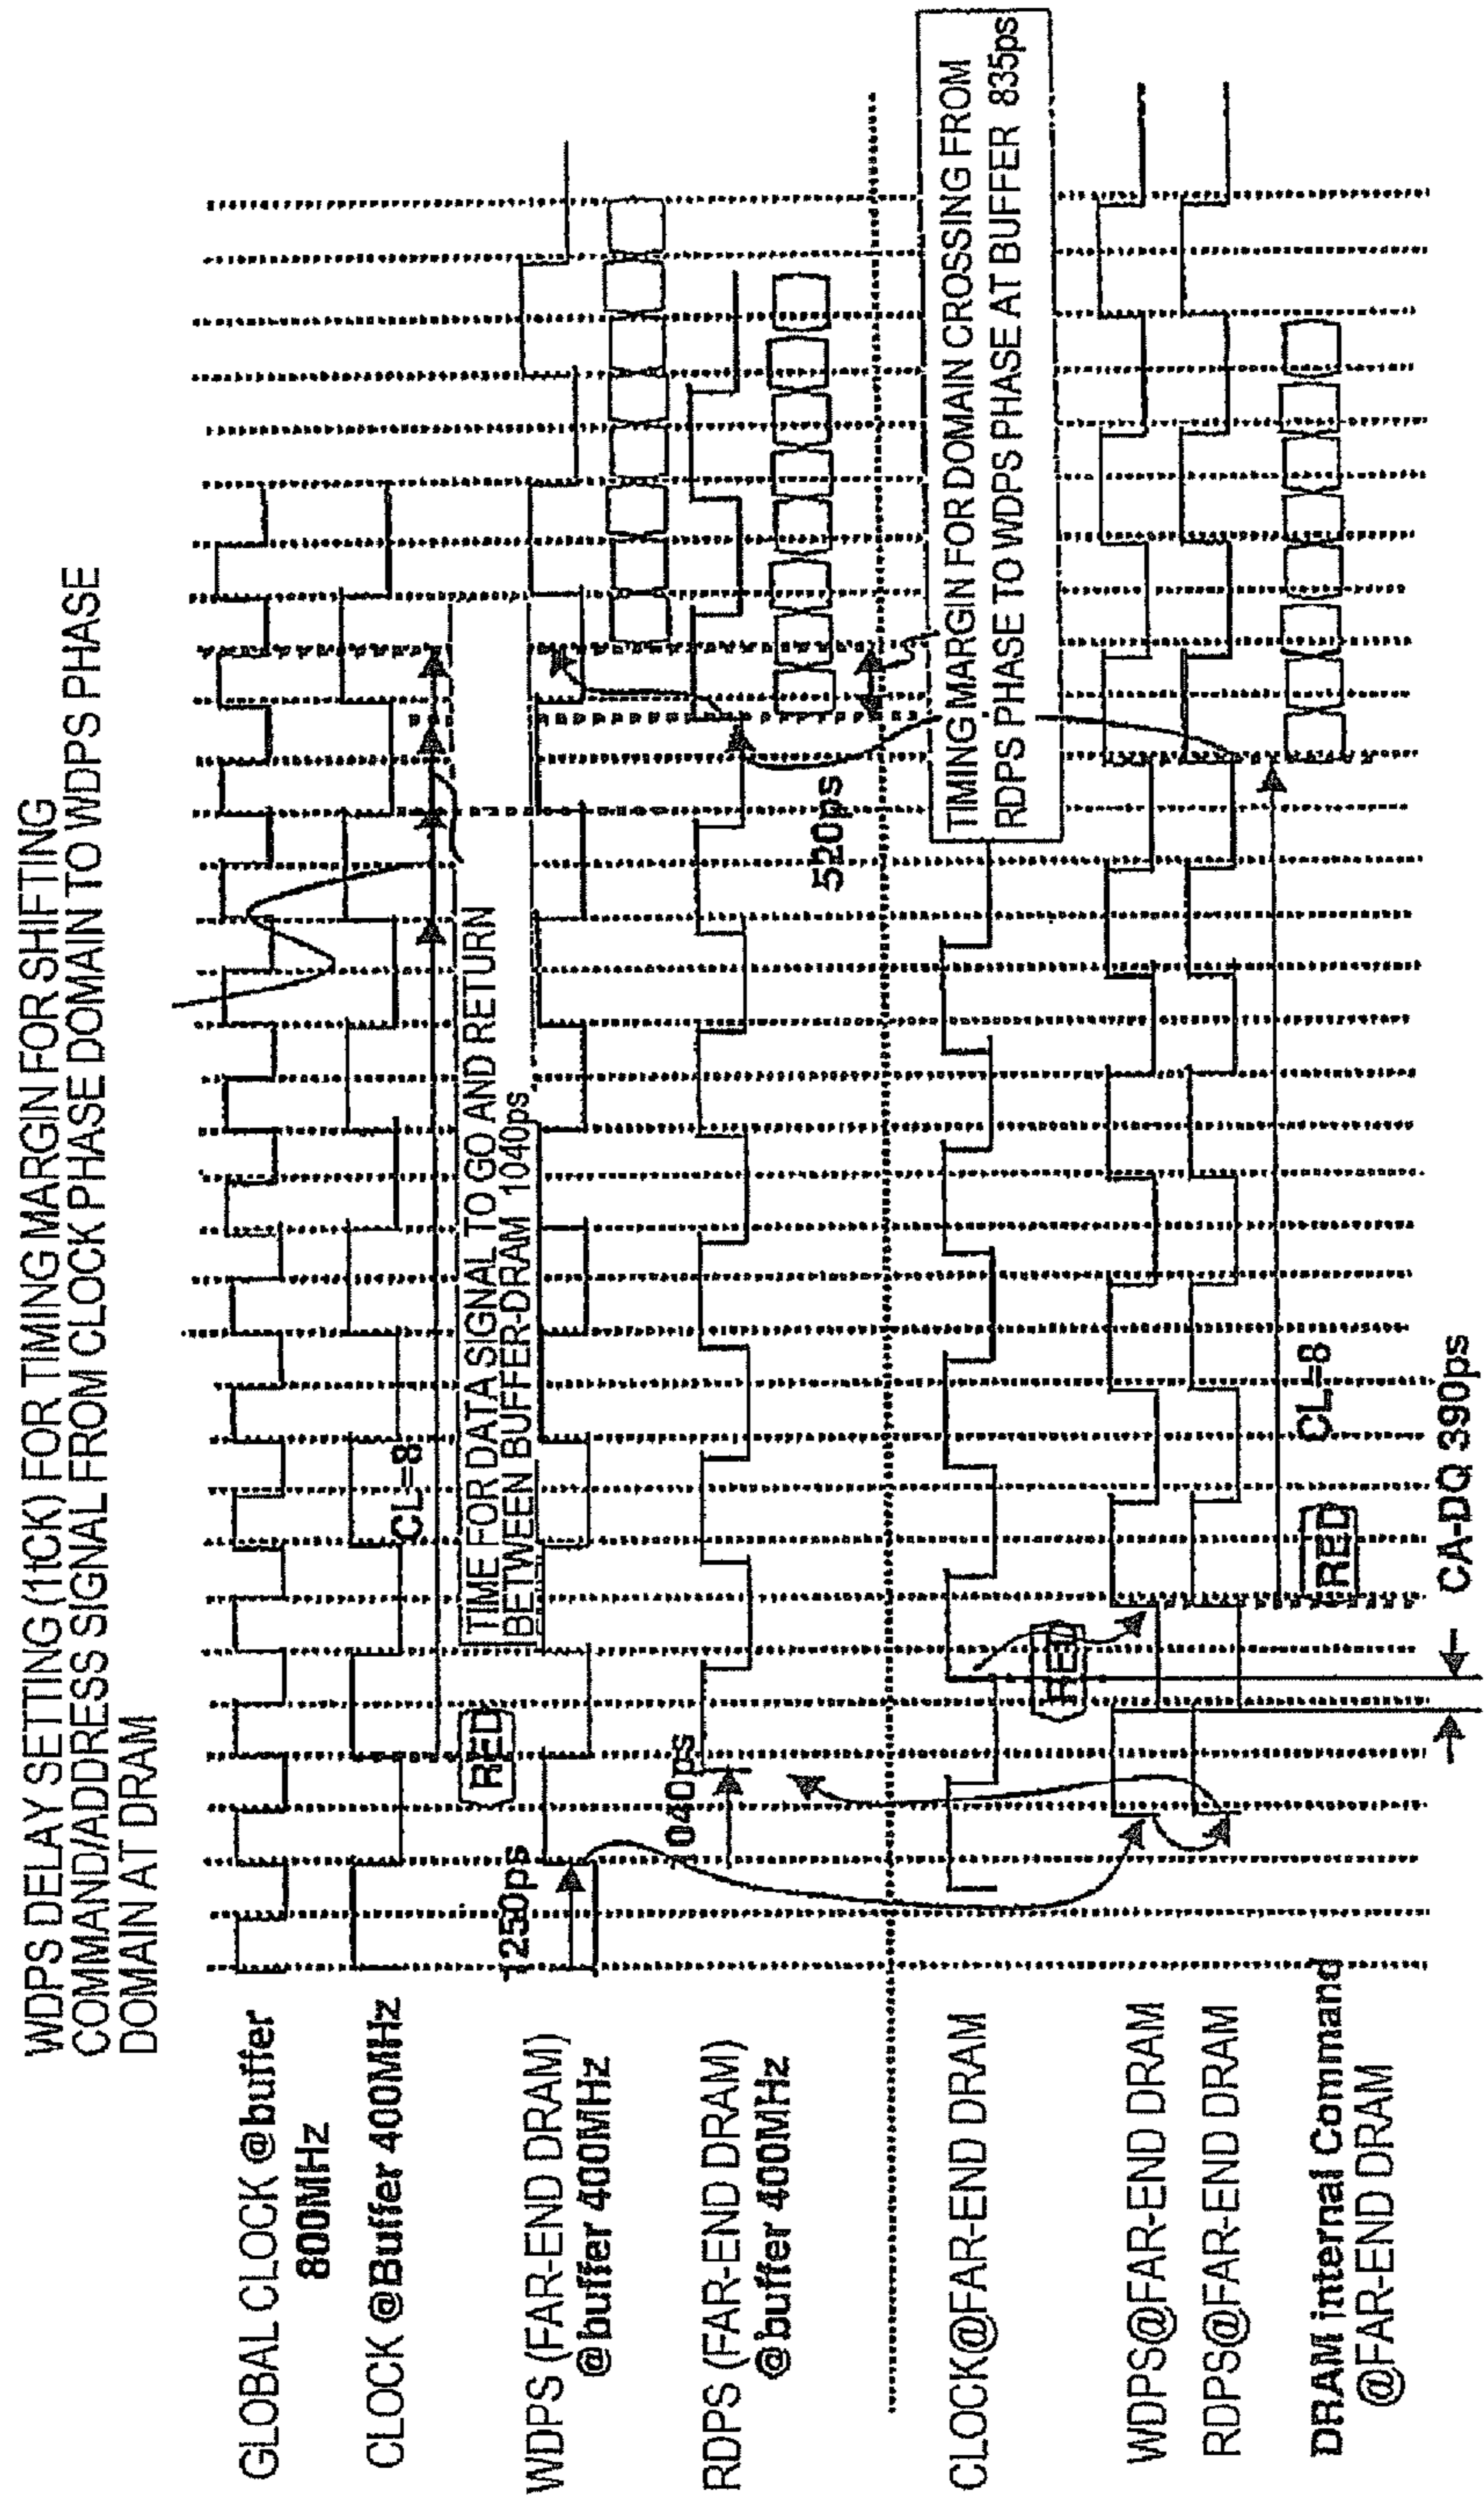 WDPS DELAY SETTING (1tCK) FOR TIMING MARGIN FOR SHIFTING
COMMAND/ADDRESS SIGNAL FROM CLOCK PHASE DOMAIN TO WDPS PHASE
DOMAIN AT DRAM
GLOBAL CLOCK @buffer
800MHz
CLOCK @Buffer 400MHz
CL=8
RED
TIME FOR DATA SIGNAL TO GO AND RETURN
BETWEEN BUFFER-DRAM 1040ps
WDPS (FAR-END DRAM)
@buffer 400MHz
1250ps
RDPS (FAR-END DRAM)
@buffer 400MHz
1040ps
520ps
TIMING MARGIN FOR DOMAIN CROSSING FROM
RDPS PHASE TO WDPS PHASE AT BUFFER 835ps
CLOCK@FAR-END DRAM
RED
WDPS@FAR-END DRAM
RDPS@FAR-END DRAM
DRAM internal Command
@FAR-END DRAM
CL=8
RED
CA-DQ 390ps